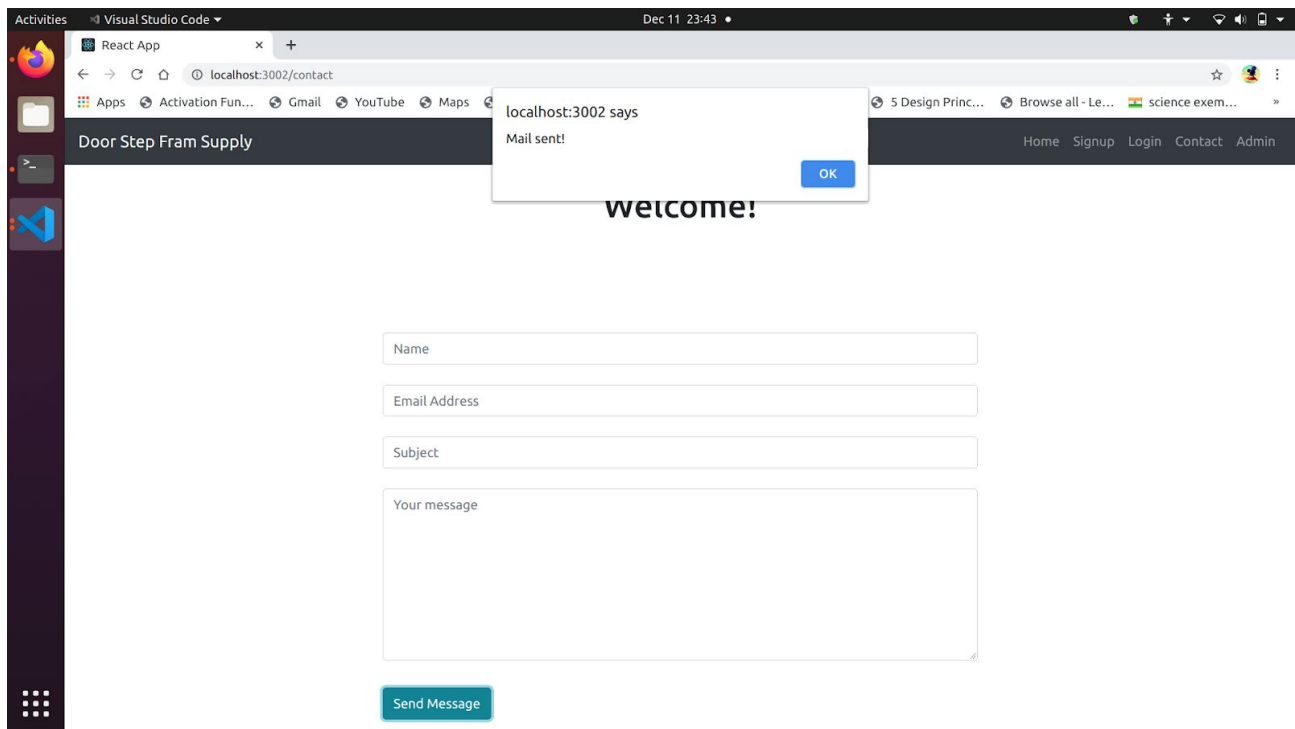 Activities Visual Studio Code Dec 11 23:43
React App
localhost:3002/contact
Apps Activation Fun... Gmail YouTube Maps 5 Design Princ... Browse all - Le... science exem... »
localhost:3002 says
Mail sent!
OK
Door Step Fram Supply Home Signup Login Contact Admin
Welcome!
Name
Email Address
Subject
Your message
Send Message